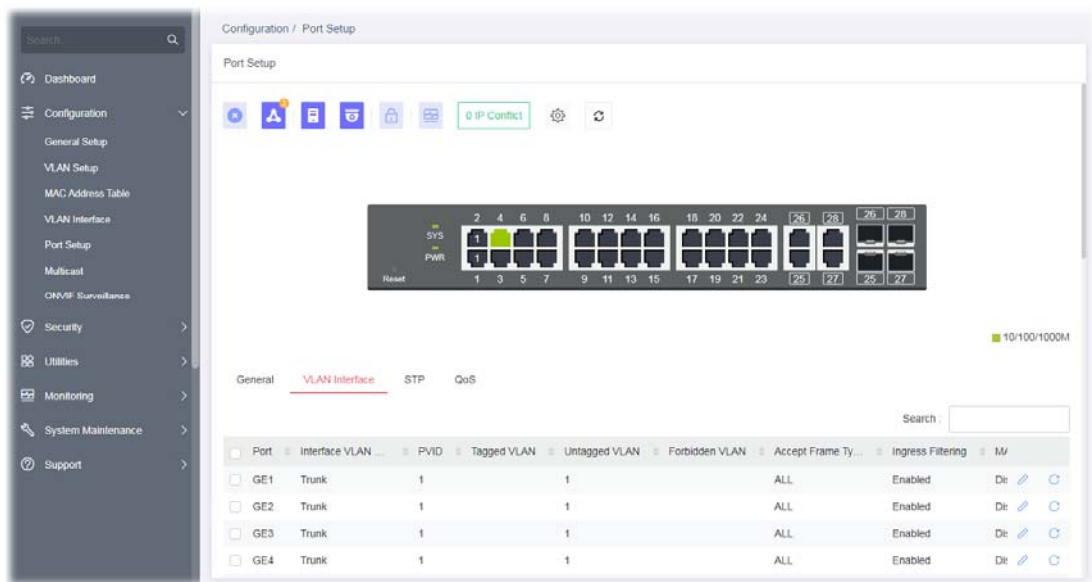 Search...
Dashboard
Configuration
General Setup
VLAN Setup
MAC Address Table
VLAN Interface
Port Setup
Multicast
ONVIF Surveillance
Security
Utilities
Monitoring
System Maintenance
Support
Configuration / Port Setup
Port Setup
0 IP Conflict
2 4 6 8 10 12 14 16 18 20 22 24 26 28 26 28
SYS
1
PWR
1
Reset
1 3 5 7 9 11 13 15 17 19 21 23 25 27 25 27
10/100/1000M
General VLAN Interface STP QoS
Search :
Port Interface VLAN ... PVID Tagged VLAN Untagged VLAN Forbidden VLAN Accept Frame Ty... Ingress Filtering MA
GE1 Trunk 1 1 ALL Enabled Dis
GE2 Trunk 1 1 ALL Enabled Dis
GE3 Trunk 1 1 ALL Enabled Dis
GE4 Trunk 1 1 ALL Enabled Dis